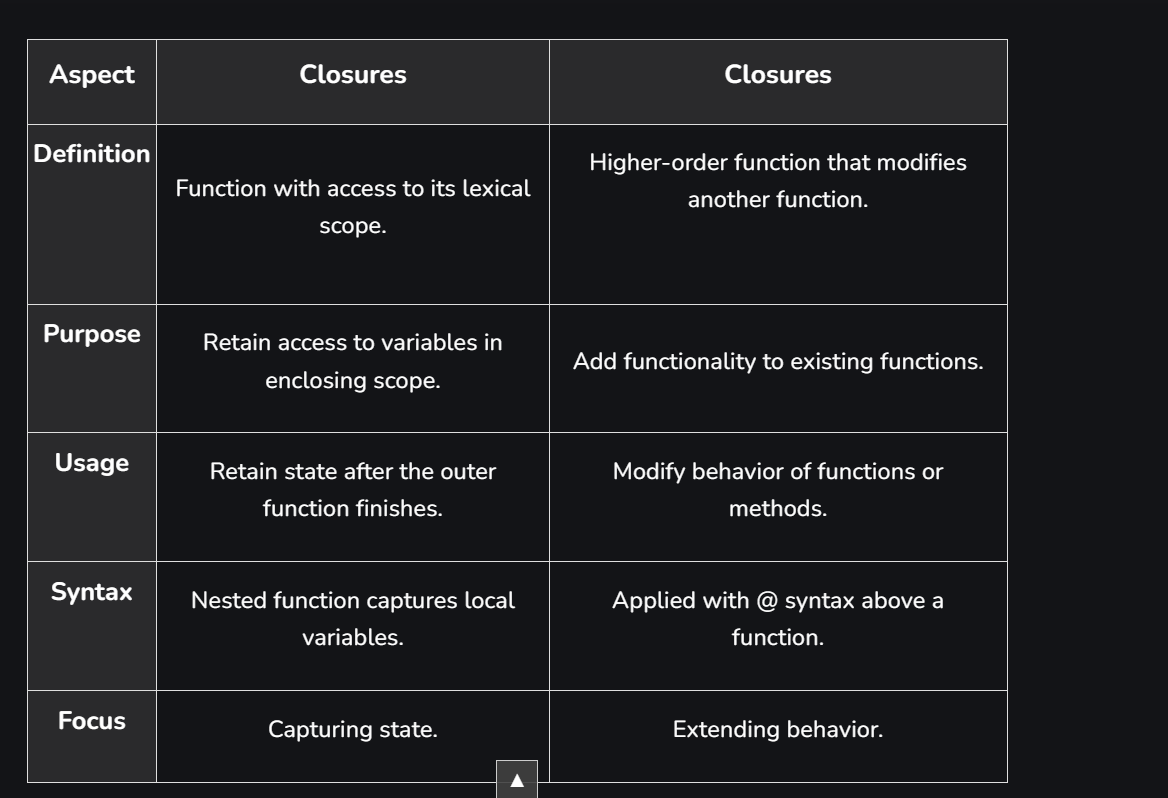 Aspect Closures Closures
Definition
Function with access to its lexical
scope.
Higher-order function that modifies
another function.
Purpose
Retain access to variables in
enclosing scope.
Add functionality to existing functions.
Usage
Retain state after the outer
function finishes.
Modify behavior of functions or
methods.
Syntax
Nested function captures local
variables.
Applied with @ syntax above a
function.
Focus
Capturing state.
Extending behavior.